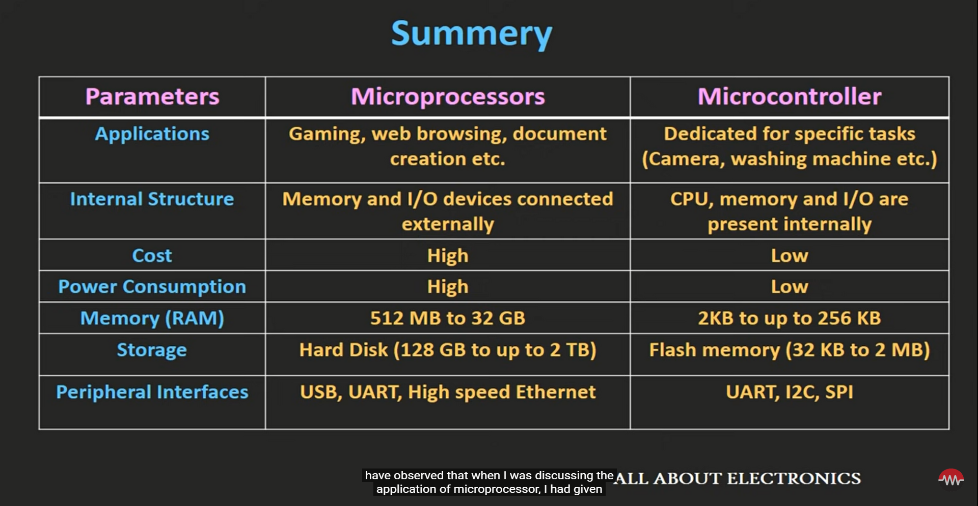 Summery
Parameters Microprocessors Microcontroller
Applications Gaming, web browsing, document Dedicated for specific tasks
creation etc. (Camera, washing machine etc.)
Internal Structure Memory and I/O devices connected CPU, memory and I/O are
externally present internally
Cost High Low
Power Consumption High Low
Memory (RAM) 512 MB to 32 GB 2KB to up to 256 KB
Storage Hard Disk (128 GB to up to 2 TB) Flash memory (32 KB to 2 MB)
Peripheral Interfaces USB, UART, High speed Ethernet UART, I2C, SPI
have observed that when I was discussing the
application of microprocessor, I had given
ALL ABOUT ELECTRONICS